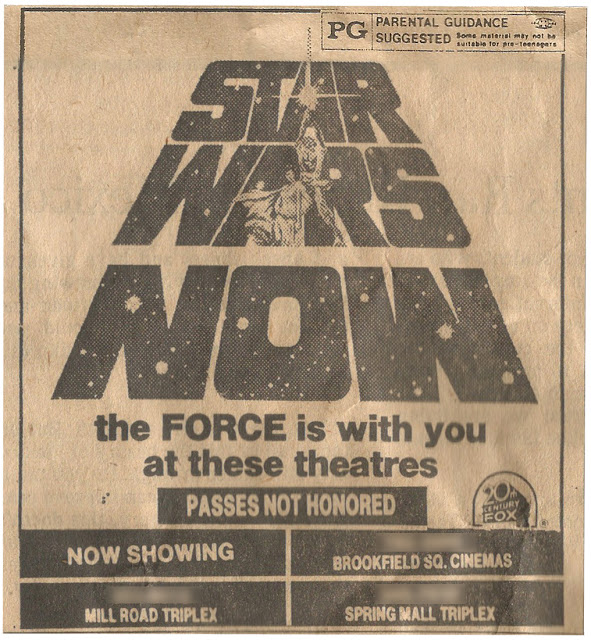 PG
PARENTAL GUIDANCE
SUGGESTED
Some material may not be
suitable for pre-teenagers
STAR
WARS
NOW
the FORCE is with you
at these theatres
PASSES NOT HONORED
20th
CENTURY
FOX
®
NOW SHOWING
BROOKFIELD SQ. CINEMAS
MILL ROAD TRIPLEX
SPRING MALL TRIPLEX